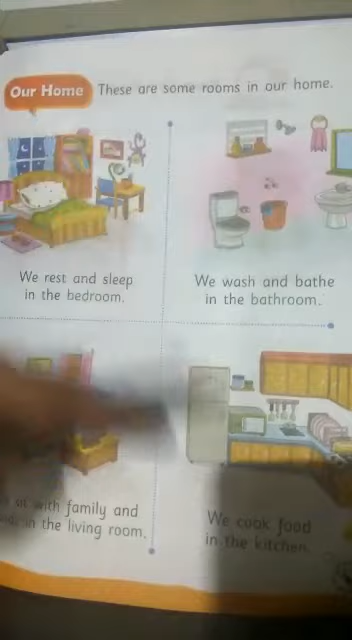 Our Home These are some rooms in our home.
We rest and sleep
in the bedroom.
We wash and bathe
in the bathroom.
with family and
in the living room.
We cook food
in the kitchen.